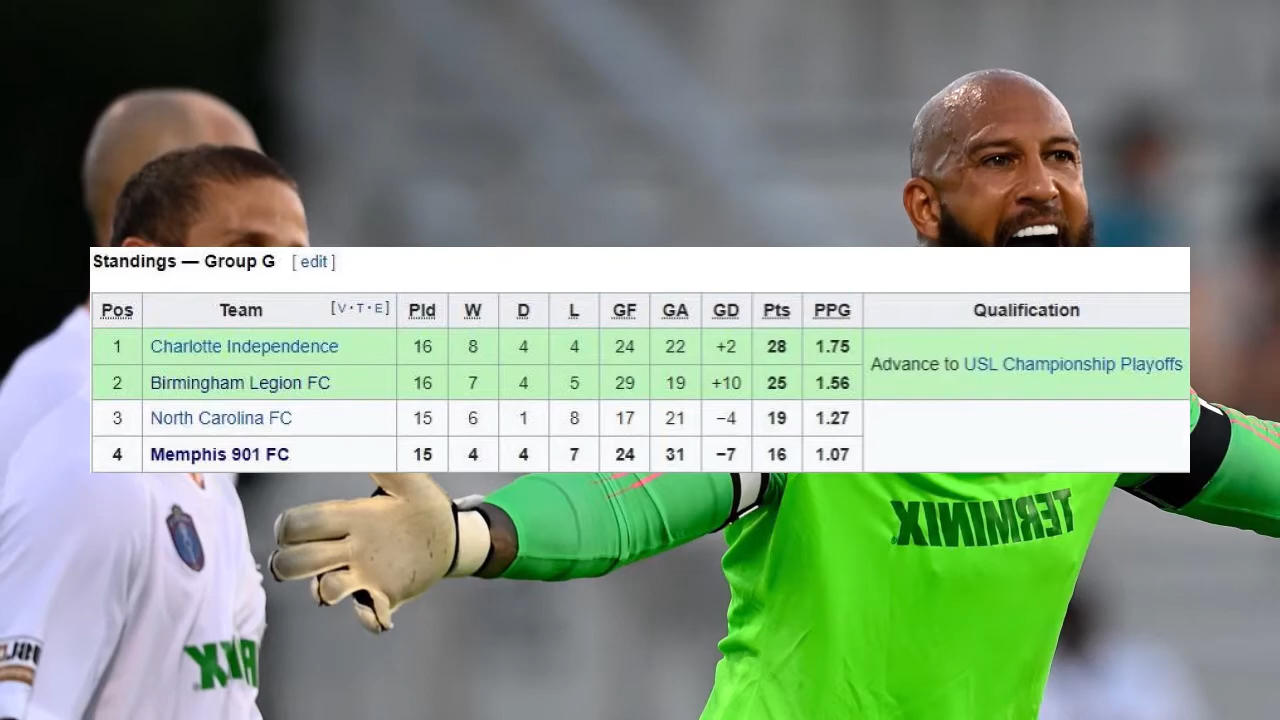 Standings — Group G [ edit ]
Pos Team [V·T·E] Pld W D L GF GA GD Pts PPG Qualification
1 Charlotte Independence 16 8 4 4 24 22 +2 28 1.75 Advance to USL Championship Playoffs
2 Birmingham Legion FC 16 7 4 5 29 19 +10 25 1.56
3 North Carolina FC 15 6 1 8 17 21 −4 19 1.27
4 Memphis 901 FC 15 4 4 7 24 31 −7 16 1.07
TERMINIX